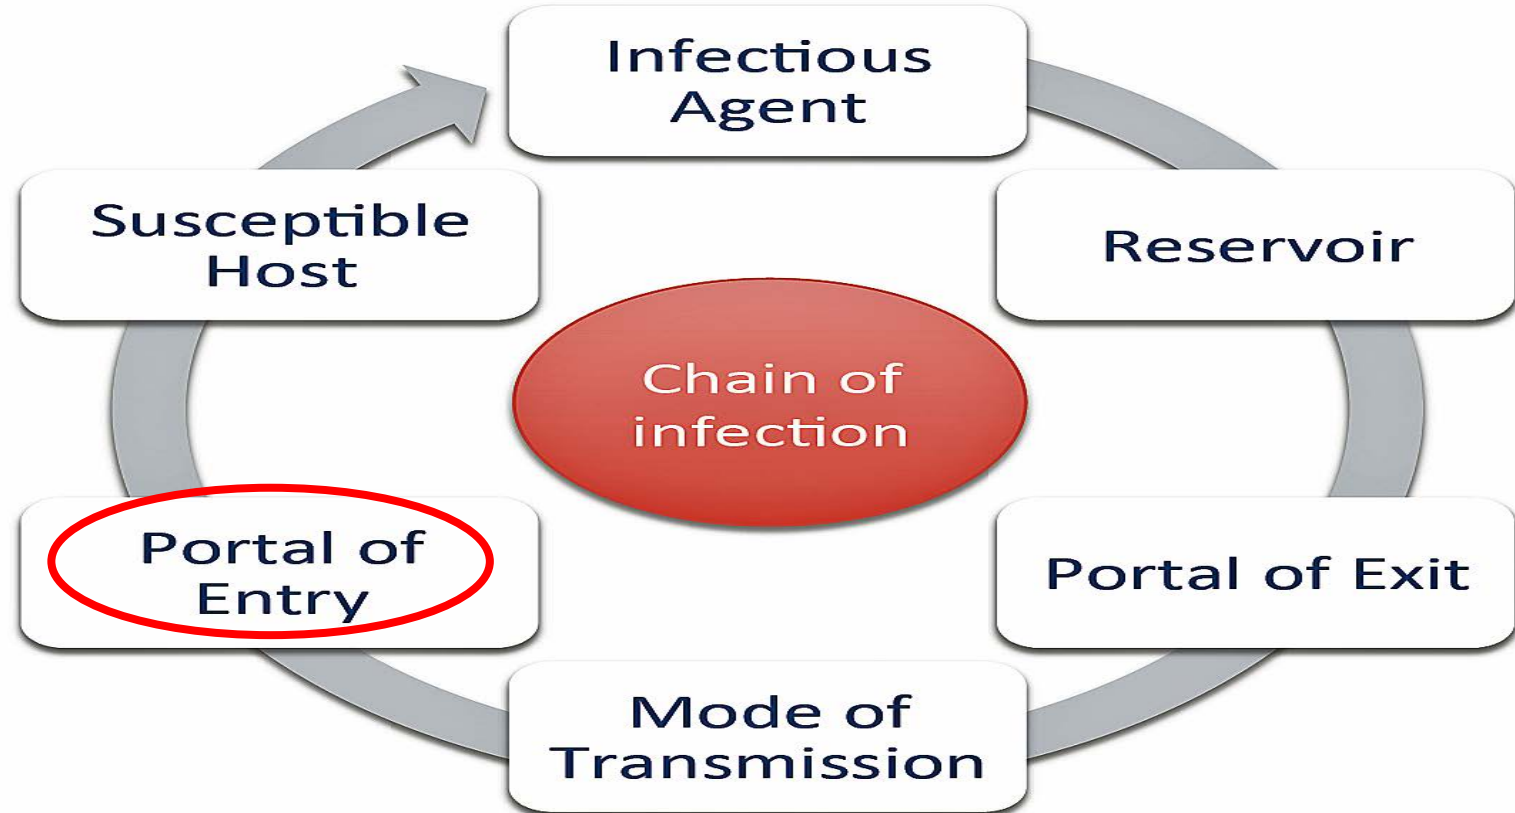 Infectious
Agent
Reservoir
Portal of Exit
Mode of
Transmission
Portal of
Entry
Susceptible
Host
Chain of
infection